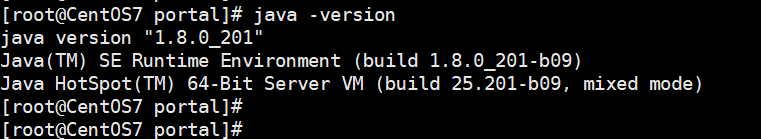 [root@CentOS7 portal]# java -version
java version "1.8.0_201"
Java(TM) SE Runtime Environment (build 1.8.0_201-b09)
Java HotSpot(TM) 64-Bit Server VM (build 25.201-b09, mixed mode)
[root@CentOS7 portal]#
[root@CentOS7 portal]#